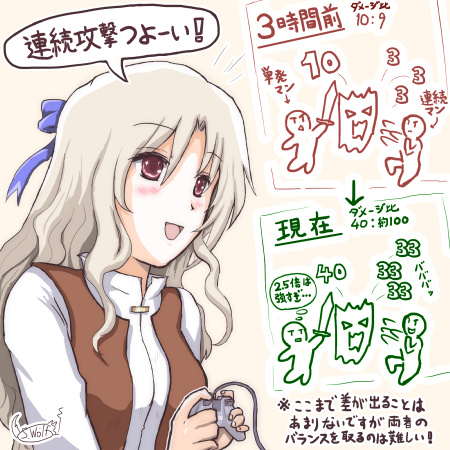 連続攻撃つよーい!
3時間前
ダメージ比
10:9
10
3
3
3
単発
マン
連続
マン
現在
ダメージ比
40:約100
2.5倍は
強すぎ…
40
33
33
33
ババババッ
※ここまで差が出ることは
あまりないですが両者の
バランスを取るのは難しい!
S.Wolf